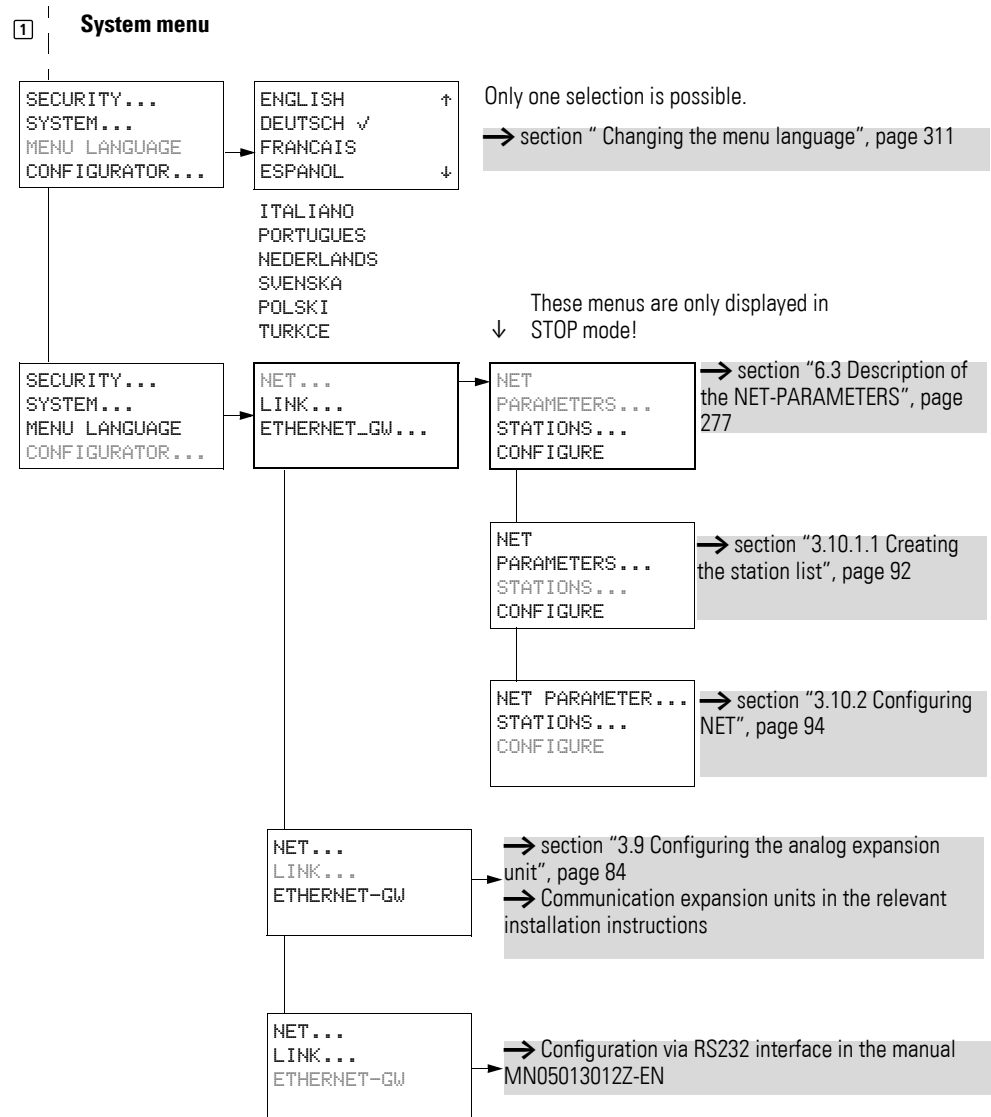 1 System menu
SECURITY...
SYSTEM...
MENU LANGUAGE
CONFIGURATOR...
ENGLISH ↑
DEUTSCH √
FRANCAIS
ESPANOL ↓
Only one selection is possible.
→ section " Changing the menu language", page 311
ITALIANO
PORTUGUES
NEDERLANDS
SVENSKA
POLSKI
TURKCE
These menus are only displayed in
↓ STOP mode!
SECURITY...
SYSTEM...
MENU LANGUAGE
CONFIGURATOR...
NET...
LINK...
ETHERNET_GW...
NET
PARAMETERS...
STATIONS...
CONFIGURE
→ section "6.3 Description of
the NET-PARAMETERS", page
277
NET
PARAMETERS...
STATIONS...
CONFIGURE
→ section "3.10.1.1 Creating
the station list", page 92
NET PARAMETER...
STATIONS...
CONFIGURE
→ section "3.10.2 Configuring
NET", page 94
NET...
LINK...
ETHERNET-GW
→ section "3.9 Configuring the analog expansion
unit", page 84
→ Communication expansion units in the relevant
installation instructions
NET...
LINK...
ETHERNET-GW
→ Configuration via RS232 interface in the manual
MN05013012Z-EN